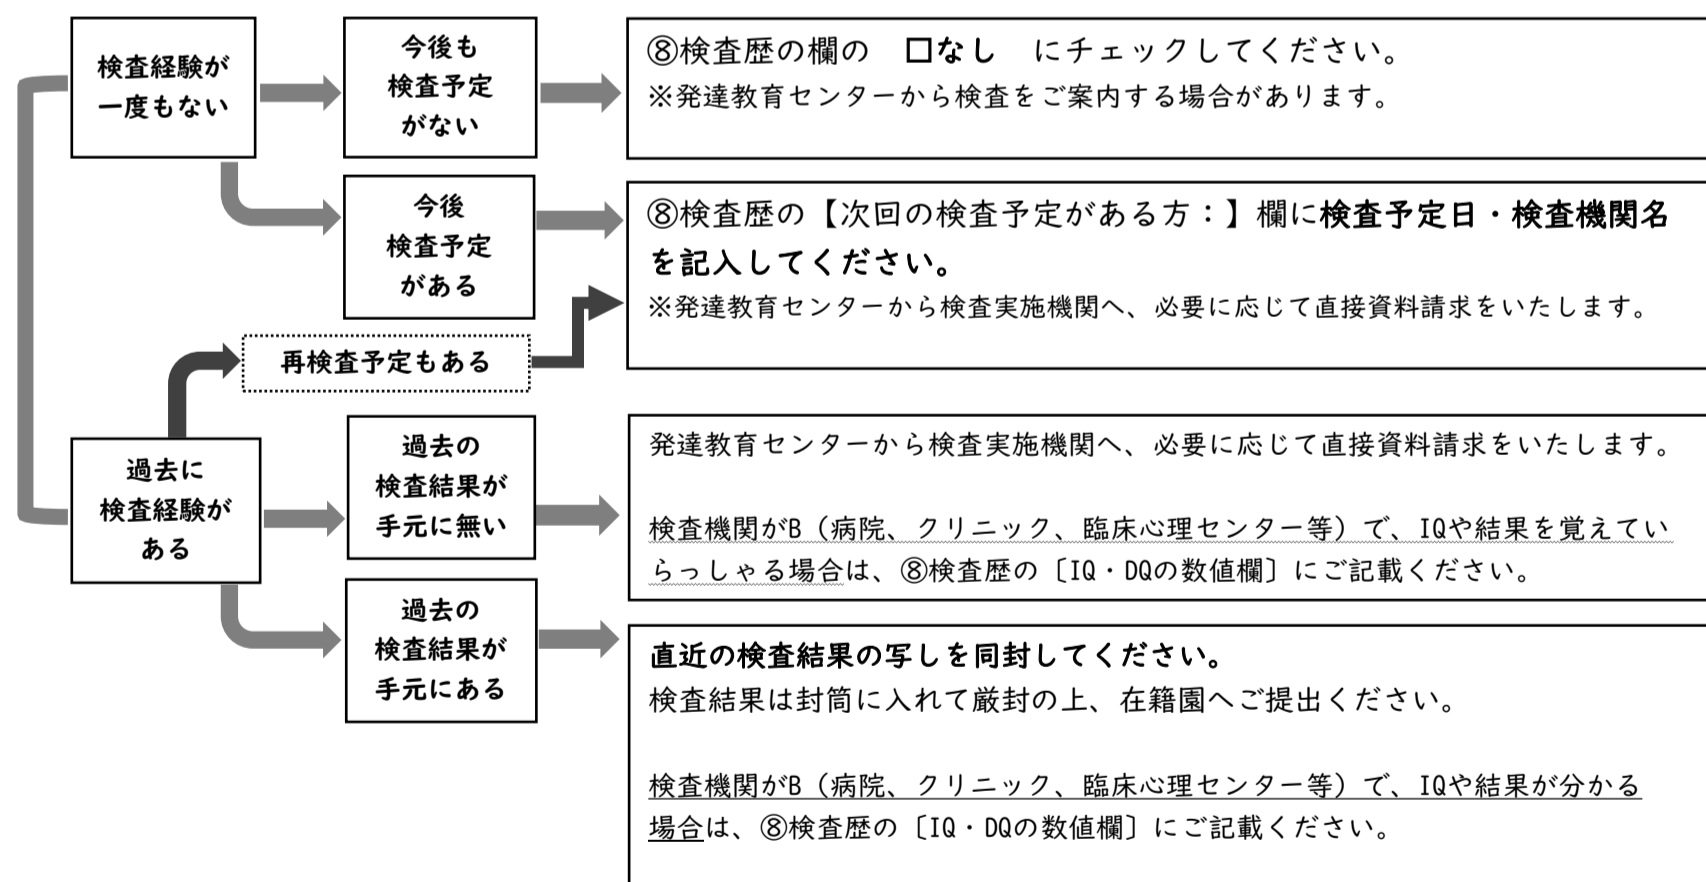 検査経験が
一度もない
今後も
検査予定
がない
⑧検査歴の欄の　□なし　にチェックしてください。
※発達教育センターから検査をご案内する場合があります。
今後
検査予定
がある
⑧検査歴の【次回の検査予定がある方：】欄に検査予定日・検査機関名
を記入してください。
※発達教育センターから検査実施機関へ、必要に応じて直接資料請求をいたします。
再検査予定もある
過去に
検査経験が
ある
過去の
検査結果が
手元に無い
発達教育センターから検査実施機関へ、必要に応じて直接資料請求をいたします。
検査機関がB（病院、クリニック、臨床心理センター等）で、IQや結果を覚えてい
らっしゃる場合は、⑧検査歴の〔IQ・DQの数値欄〕にご記載ください。
過去の
検査結果が
手元にある
直近の検査結果の写しを同封してください。
検査結果は封筒に入れて厳封の上、在籍園へご提出ください。
検査機関がB（病院、クリニック、臨床心理センター等）で、IQや結果が分かる
場合は、⑧検査歴の〔IQ・DQの数値欄〕にご記載ください。